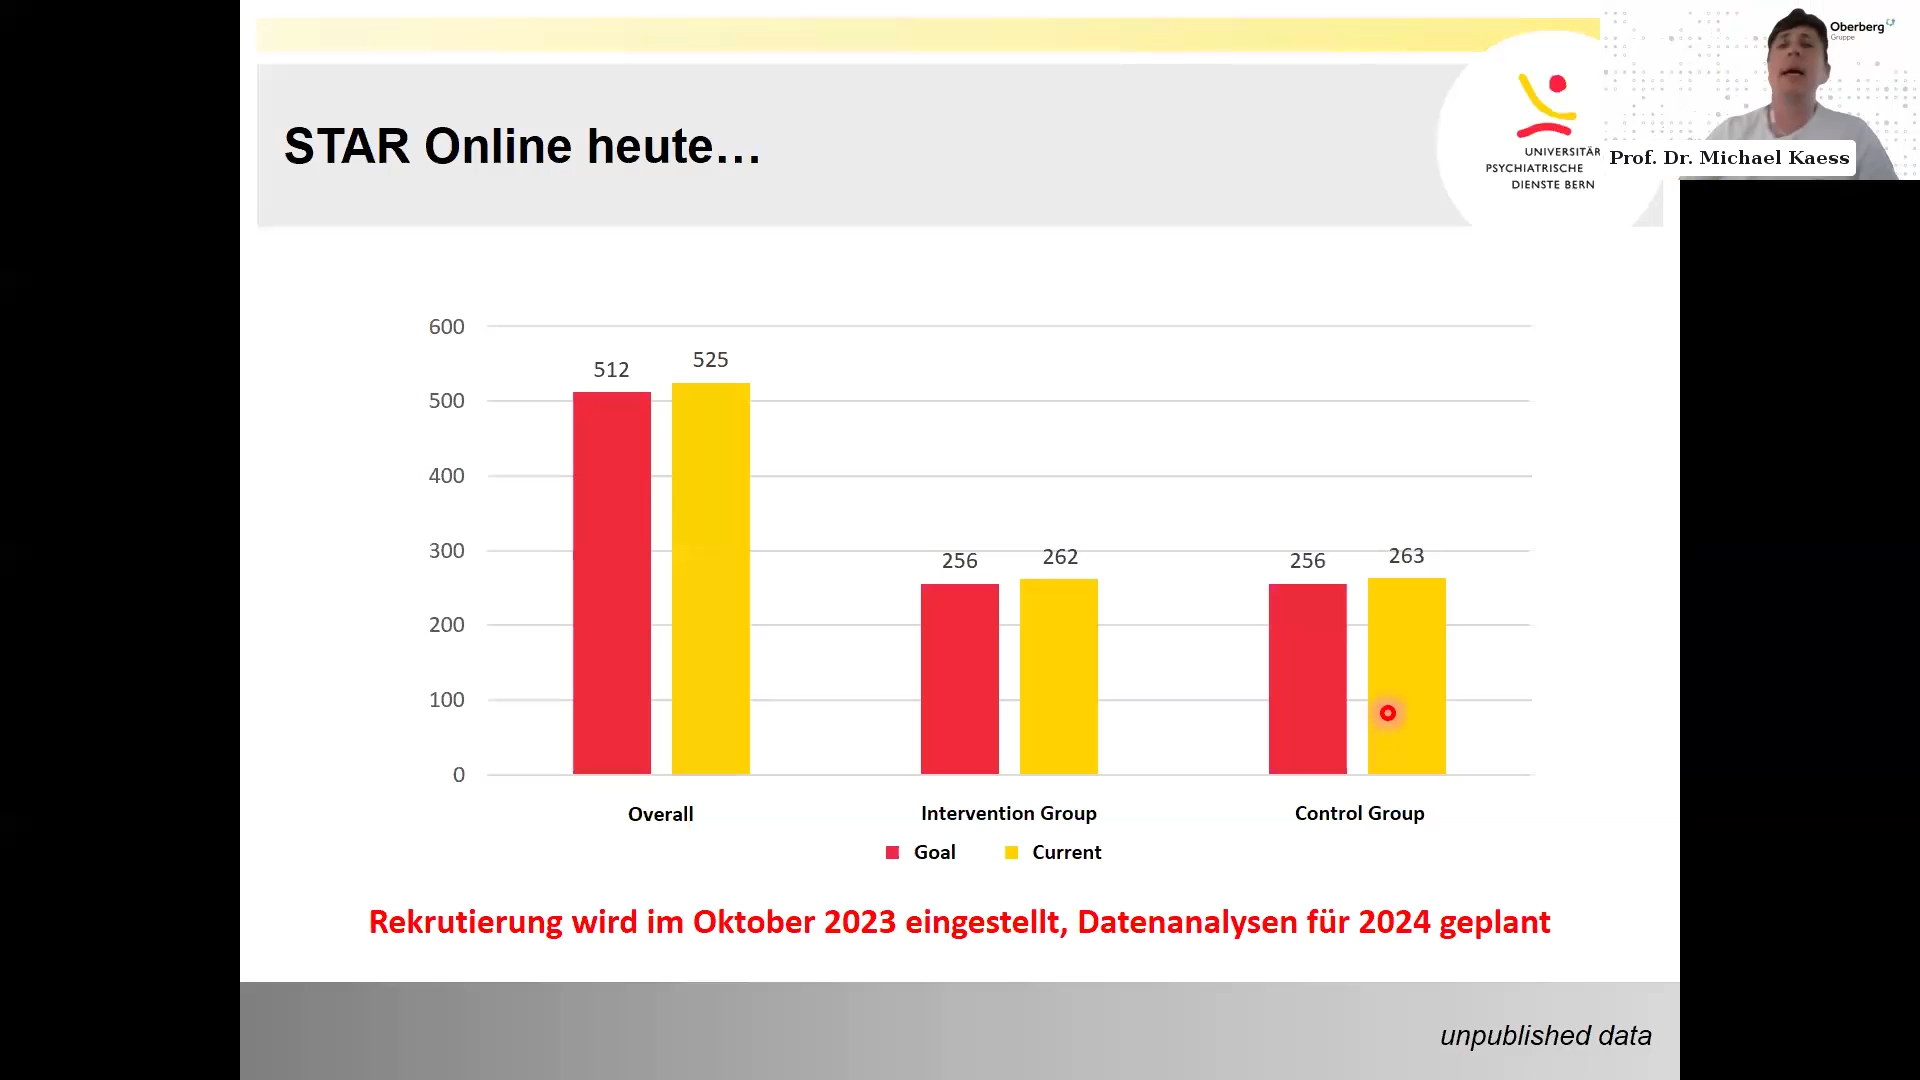 Oberberg
Gruppe
STAR Online heute…
UNIVERSITÄR
PSYCHIATRISCHE
DIENSTE BERN
Prof. Dr. Michael Kaess
600
500
400
300
200
100
0
512
525
256
262
256
263
Overall
Intervention Group
Control Group
Goal
Current
Rekrutierung wird im Oktober 2023 eingestellt, Datenanalysen für 2024 geplant
unpublished data